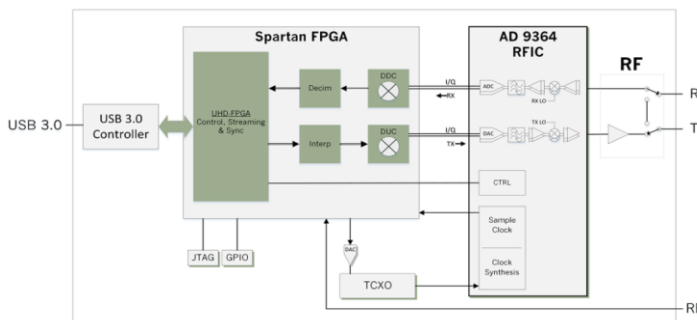 Spartan FPGA
AD 9364
RFIC
RF
USB 3.0
USB 3.0
Controller
UHD-FPGA
Control, Streaming
& Sync
Decim
DDC
Interp
DUC
I/Q
RX
I/Q
TX
ADC
RX LO
TX LO
DAC
CTRL
Sample
Clock
Clock
Synthesis
JTAG
GPIO
DAC
TCXO